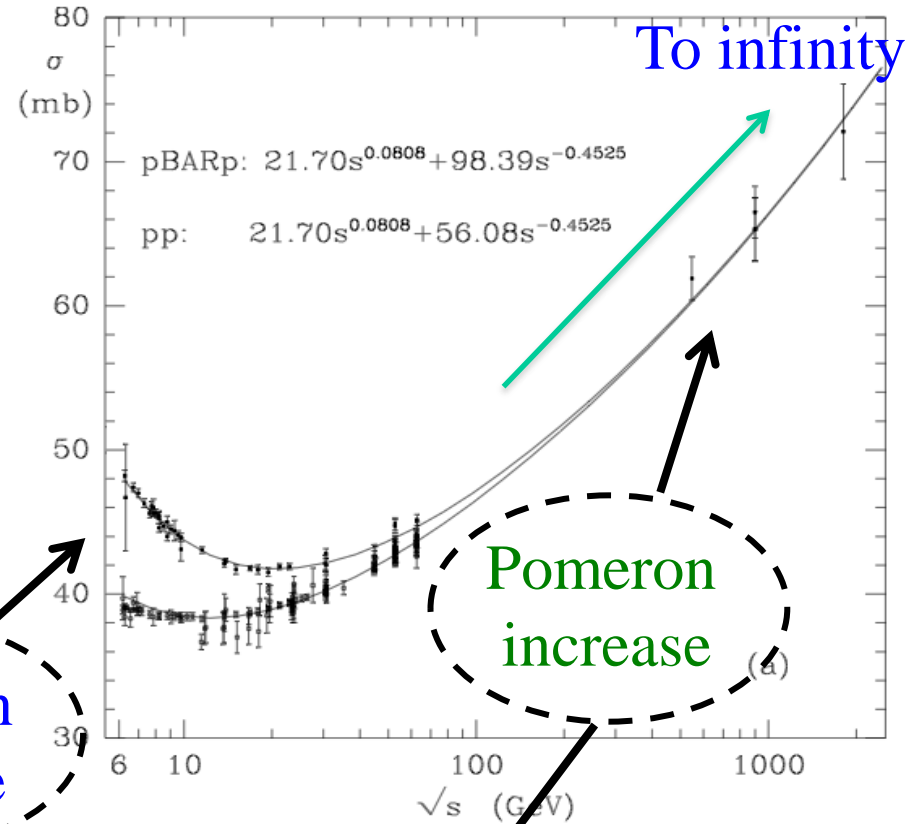 80
To infinity
σ
(mb)
pBARp: 21.70s^0.0808+98.39s^-0.4525
70
pp: 21.70s^0.0808+56.08s^-0.4525
60
50
Pomeron
increase
40
(a)
30
6 10 100 1000
√s (GeV)